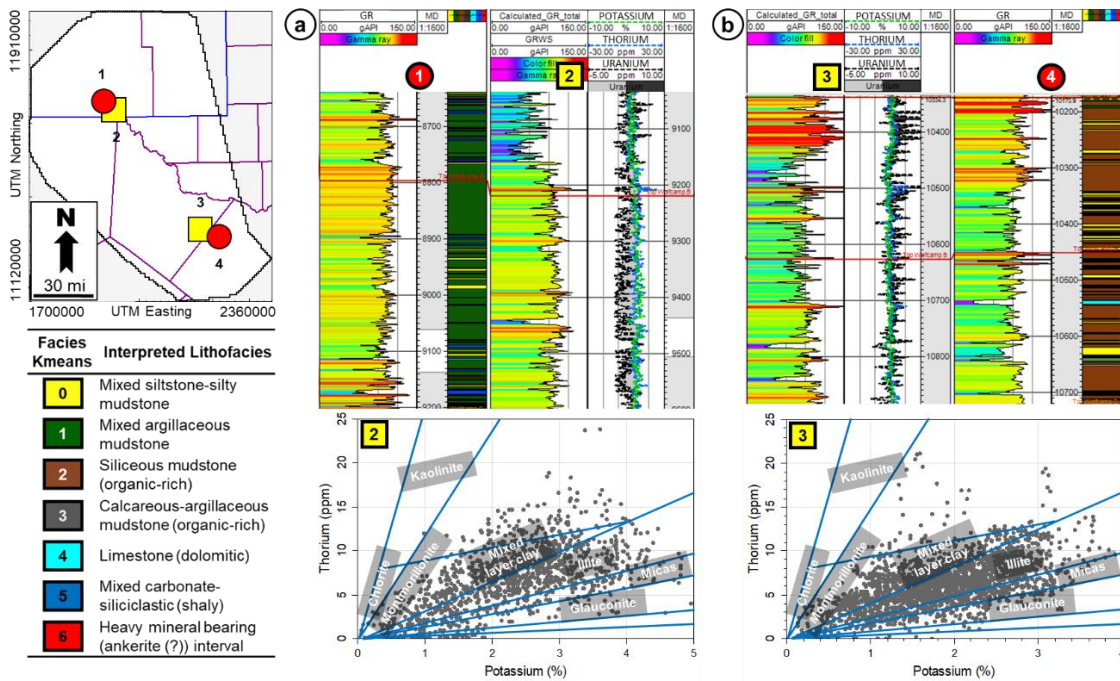 11910000
UTM Northing
11120000
1
2
3
4
N
30 mi
1700000
UTM Easting
2360000
Facies Kmeans
Interpreted Lithofacies
0
Mixed siltstone-silty
mudstone
1
Mixed argillaceous
mudstone
2
Siliceous mudstone
(organic-rich)
3
Calcareous-argillaceous
mudstone (organic-rich)
4
Limestone (dolomitic)
5
Mixed carbonate-
siliciclastic (shaly)
6
Heavy mineral bearing
(ankerite (?)) interval
a
GR
0.00 gAPI 150.00
Gamma ray
MD
1:1600
1
8700
8800
8900
9000
9100
9200
Calculated_GR_total
0.00 gAPI 150.00
GRWS
0.00 gAPI 150.00
Color fill
Gamma ray
2
POTASSIUM
-10.00 % 10.00
THORIUM
-30.00 ppm 30.00
URANIUM
-5.00 ppm 10.00
Uranium
MD
1:1600
9100
9200
Top Wolfcamp B
9300
9400
9500
b
Calculated_GR_total
0.00 gAPI 150.00
Color fill
3
POTASSIUM
-10.00 % 10.00
THORIUM
-30.00 ppm 30.00
URANIUM
-5.00 ppm 10.00
Uranium
MD
1:1600
10334.3
10400
10500
10600
Top Wolfcamp B
10700
10800
GR
0.00 gAPI 150.00
Gamma ray
4
MD
1:1600
10170.9
10200
10300
10400
10500
10600
10700
2
Thorium (ppm)
25
20
15
10
5
0
Kaolinite
Chlorite
Montmorillonite
Mixed
layer clay
Illite
Micas
Glauconite
0 1 2 3 4 5
Potassium (%)
3
Thorium (ppm)
25
20
15
10
5
0
Kaolinite
Chlorite
Montmorillonite
Mixed
layer clay
Illite
Micas
Glauconite
0 1 2 3 4 5
Potassium (%)